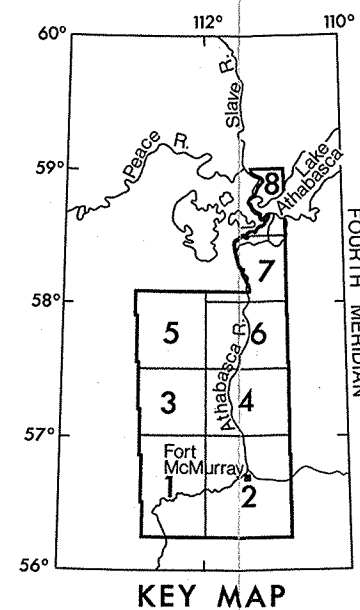 112° 110°
60°
Slave R.
Peace R.
59°
8
Lake
Athabasca
7
58°
FOURTH MERIDIAN
5
6
Athabasca R.
3
4
57°
Fort
McMurray
1
2
56°
KEY MAP